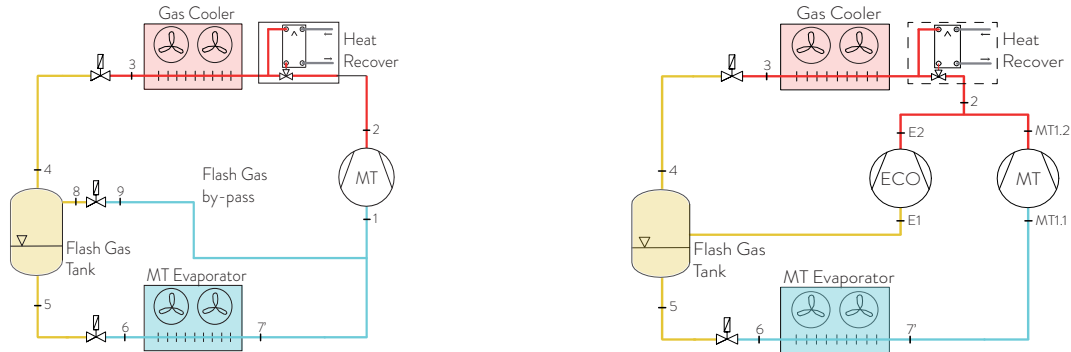 Gas Cooler
Heat
Recover
3
2
4
MT
Flash Gas
by-pass
8
9
1
Flash Gas
Tank
MT Evaporator
5
6
7'
Gas Cooler
Heat
Recover
3
2
E2
MT1.2
4
ECO
MT
E1
MT1.1
Flash Gas
Tank
MT Evaporator
5
6
7'